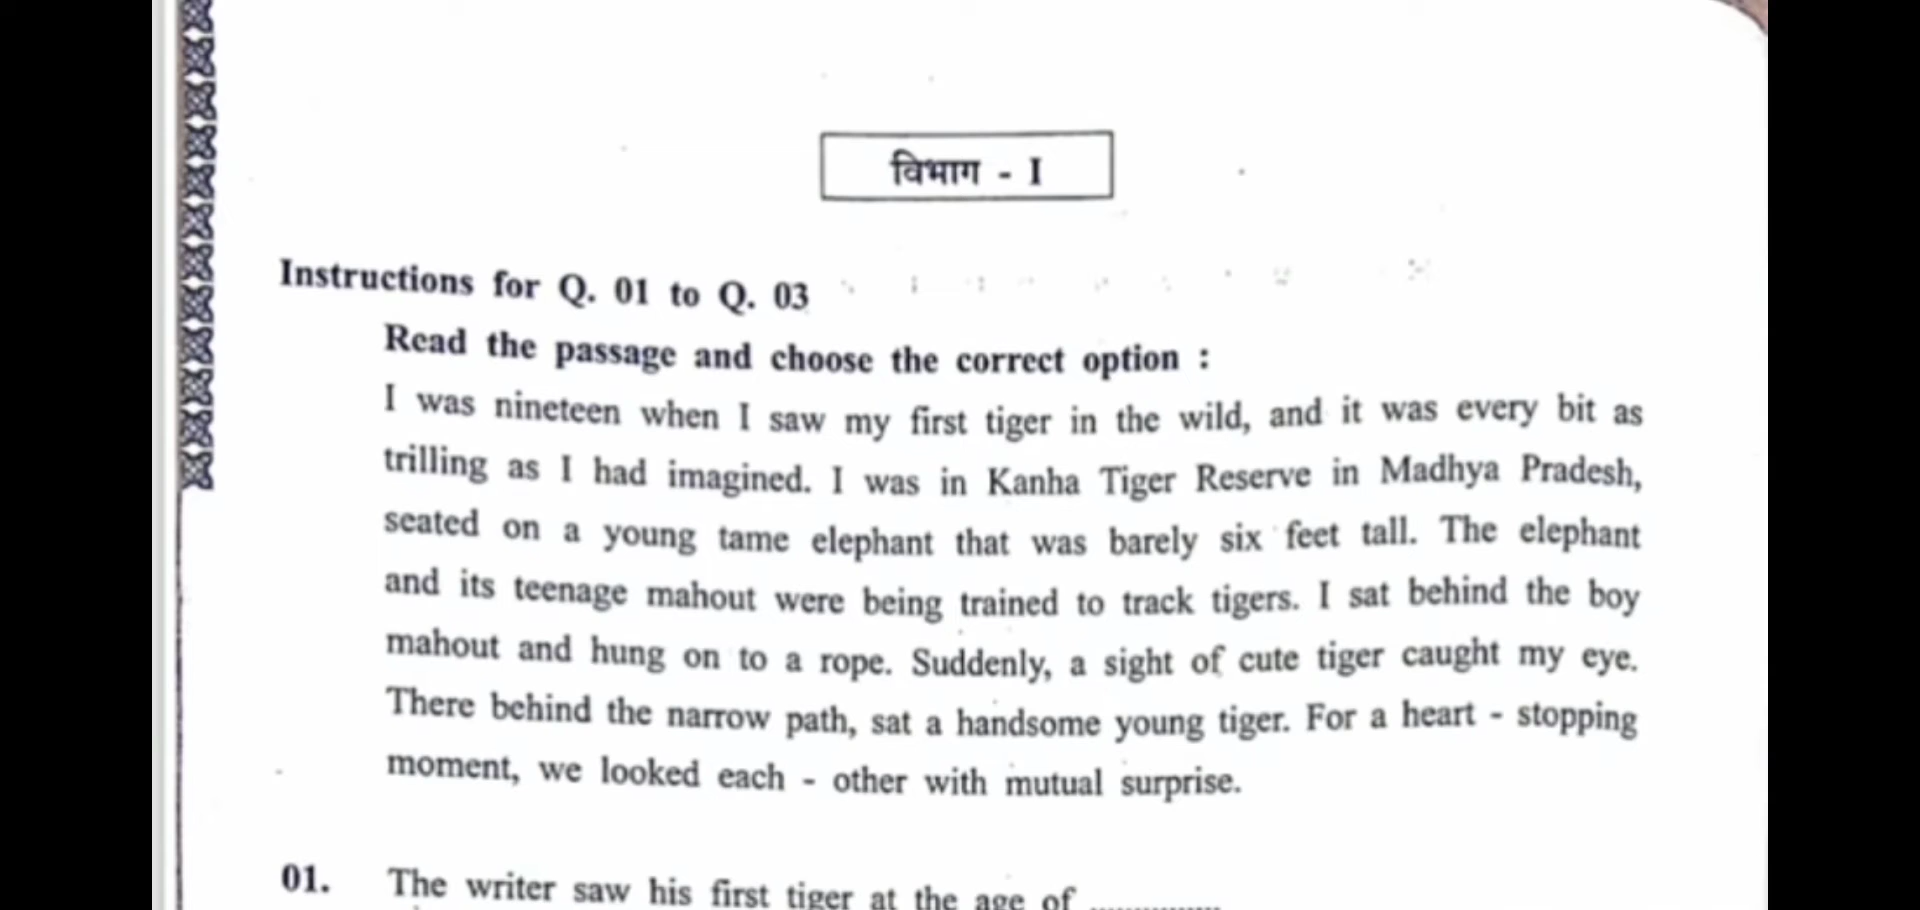 विभाग - I
Instructions for Q. 01 to Q. 03
Read the passage and choose the correct option :
I was nineteen when I saw my first tiger in the wild, and it was every bit as
trilling as I had imagined. I was in Kanha Tiger Reserve in Madhya Pradesh,
seated on a young tame elephant that was barely six feet tall. The elephant
and its teenage mahout were being trained to track tigers. I sat behind the boy
mahout and hung on to a rope. Suddenly, a sight of cute tiger caught my eye.
There behind the narrow path, sat a handsome young tiger. For a heart - stopping
moment, we looked each - other with mutual surprise.
01. The writer saw his first tiger at the age of ..............